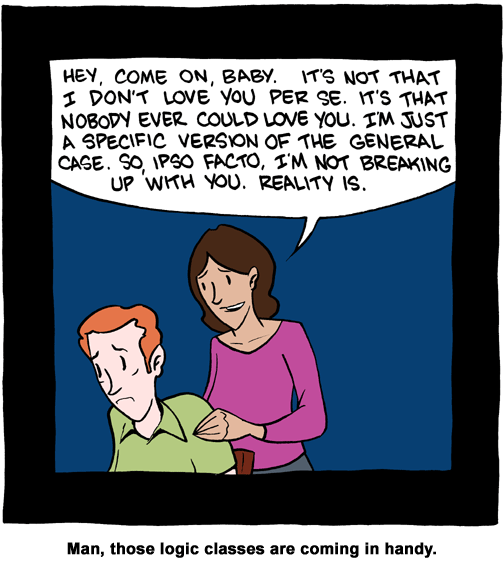 HEY, COME ON, BABY. IT'S NOT THAT
I DON'T LOVE YOU PER SE. IT'S THAT
NOBODY EVER COULD LOVE YOU. I'M JUST
A SPECIFIC VERSION OF THE GENERAL
CASE. SO, IPSO FACTO, I'M NOT BREAKING
UP WITH YOU. REALITY IS.
Man, those logic classes are coming in handy.